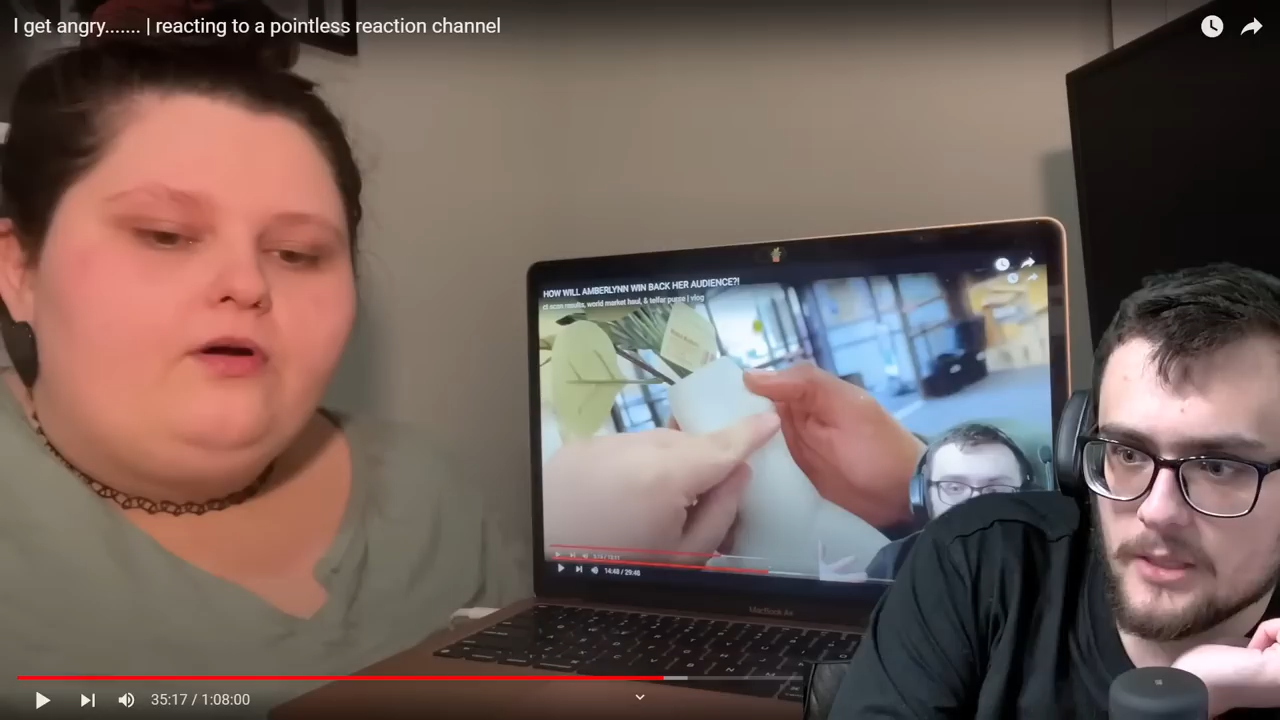 I get angry....... | reacting to a pointless reaction channel
HOW WILL AMBERLYNN WIN BACK HER AUDIENCE?!
ct scan results, world market haul, & telfar purse | vlog
14:48 / 29:48
MacBook Air
35:17 / 1:08:00